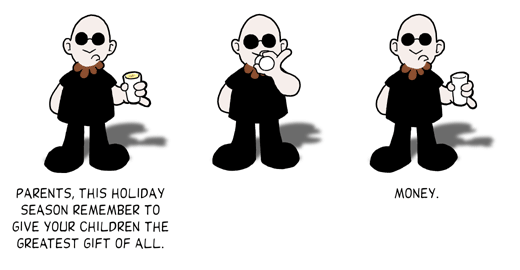 PARENTS, THIS HOLIDAY
SEASON REMEMBER TO
GIVE YOUR CHILDREN THE
GREATEST GIFT OF ALL.
MONEY.